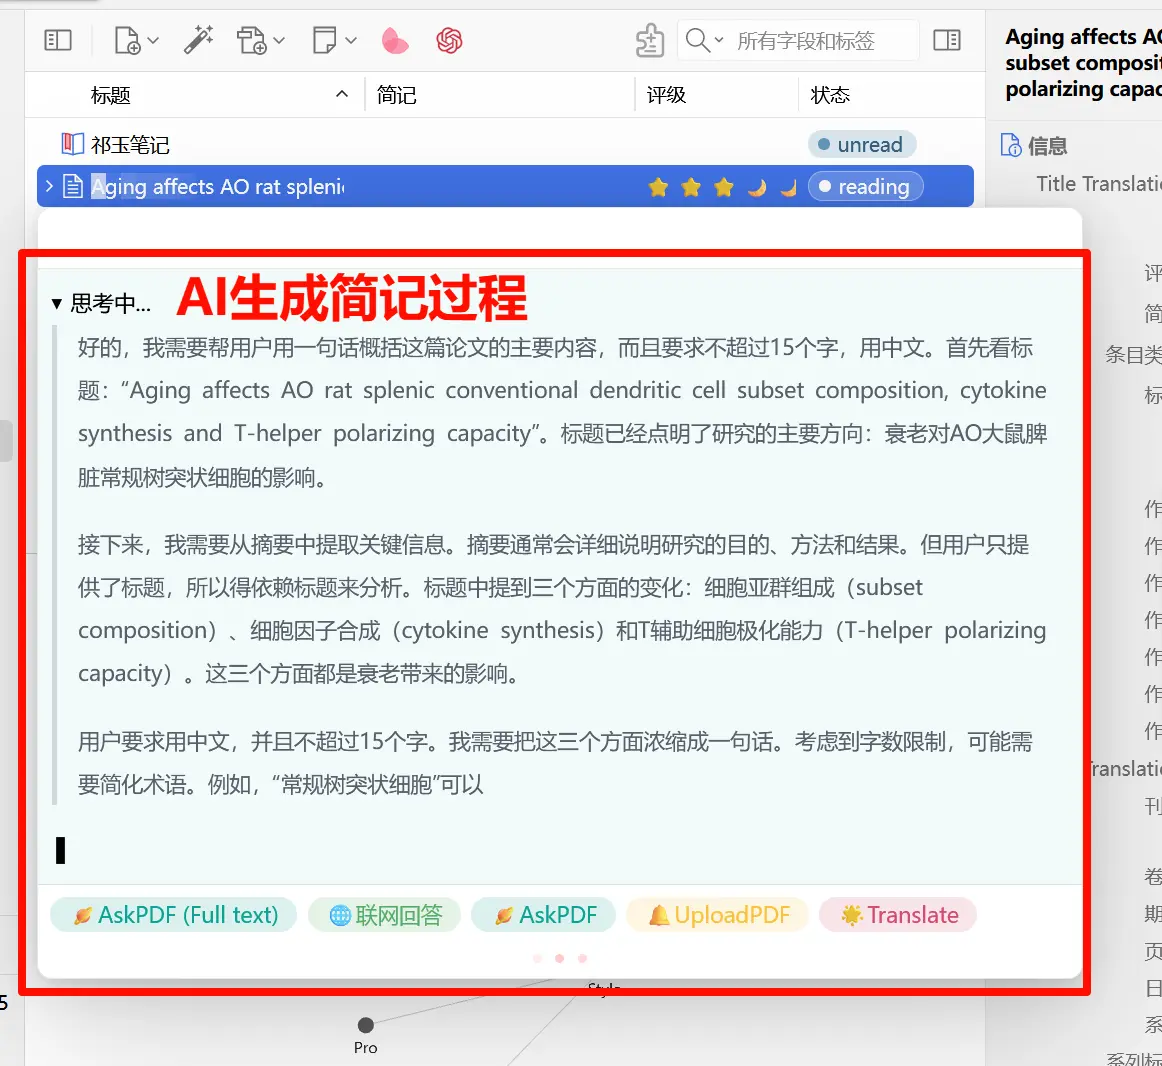 所有字段和标签
Aging affects AO
subset composit
polarizing capac
标题
简记
评级
状态
祁玉笔记
unread
信息
Title Translatio
Aging affects AO rat splenic
reading
评
简
条目类
标
AI生成简记过程
▼ 思考中...
好的，我需要帮用户用一句话概括这篇论文的主要内容，而且要求不超过15个字，用中文。首先看标
题：“Aging affects AO rat splenic conventional dendritic cell subset composition, cytokine
synthesis and T-helper polarizing capacity”。标题已经点明了研究的主要方向：衰老对AO大鼠脾
脏常规树突状细胞的影响。
接下来，我需要从摘要中提取关键信息。摘要通常会详细说明研究的目的、方法和结果。但用户只提
供了标题，所以得依赖标题来分析。标题中提到三个方面的变化：细胞亚群组成（subset
composition）、细胞因子合成（cytokine synthesis）和T辅助细胞极化能力（T-helper polarizing
capacity）。这三个方面都是衰老带来的影响。
用户要求用中文，并且不超过15个字。我需要把这三个方面浓缩成一句话。考虑到字数限制，可能需
要简化术语。例如，“常规树突状细胞”可以
作
作
作
作
作
作
作
Translatio
刊
卷
期
页
日
系
系列标
AskPDF (Full text)
联网回答
AskPDF
UploadPDF
Translate
Style
5
Pro